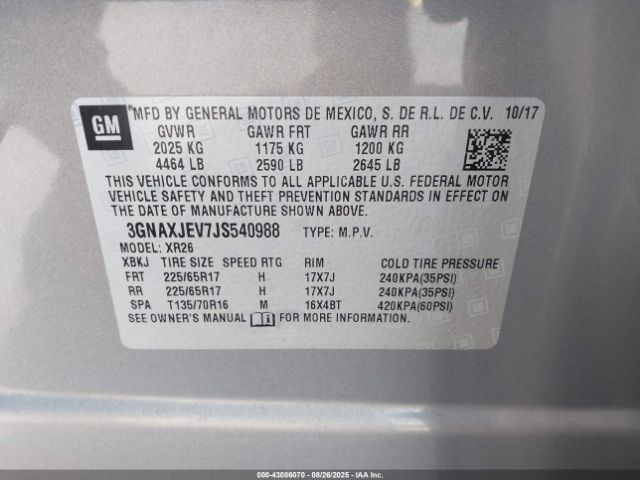 GM
*MFD BY GENERAL MOTORS DE MEXICO, S. DE R.L. DE C.V. 10/17
GVWR GAWR FRT GAWR RR
2025 KG 1175 KG 1200 KG
4464 LB 2590 LB 2645 LB
THIS VEHICLE CONFORMS TO ALL APPLICABLE U.S. FEDERAL MOTOR
VEHICLE SAFETY AND THEFT PREVENTION STANDARDS IN EFFECT ON
THE DATE OF MANUFACTURE SHOWN ABOVE.
3GNAXJEV7JS540988 TYPE: M.P.V.
MODEL: XR26
XBKJ TIRE SIZE SPEED RTG RIM COLD TIRE PRESSURE
FRT 225/65R17 H 17X7J 240KPA(35PSI)
RR 225/65R17 H 17X7J 240KPA(35PSI)
SPA T135/70R16 M 16X4BT 420KPA(60PSI)
SEE OWNER'S MANUAL FOR MORE INFORMATION.
000-43086070 - 08/26/2025 - IAAI.COM